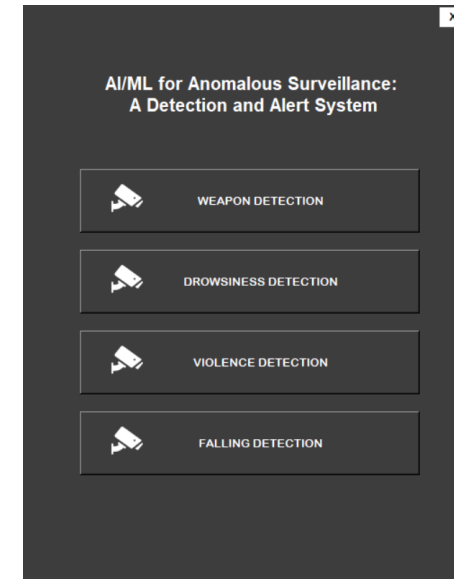 AI/ML for Anomalous Surveillance:
A Detection and Alert System
WEAPON DETECTION
DROWSINESS DETECTION
VIOLENCE DETECTION
FALLING DETECTION